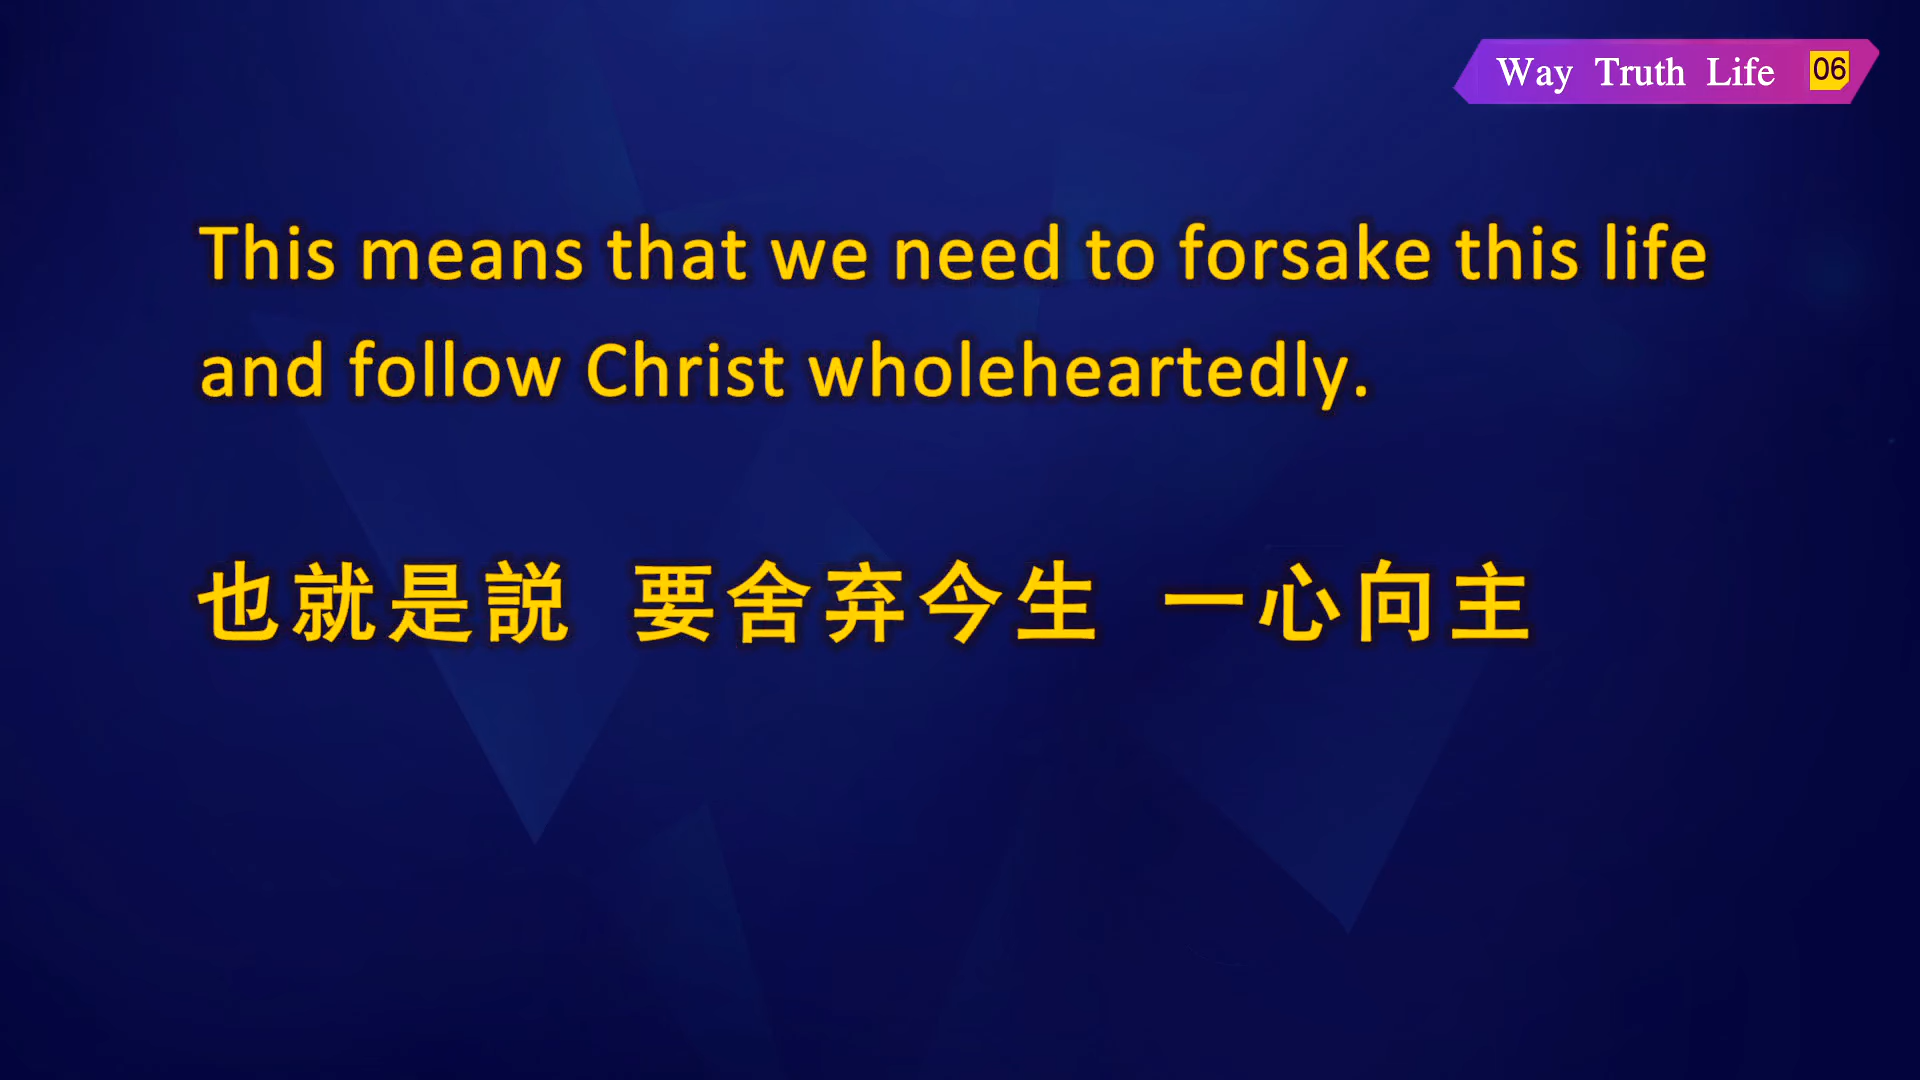 Way Truth Life 06
This means that we need to forsake this life
and follow Christ wholeheartedly.
也就是説 要舍弃今生 一心向主